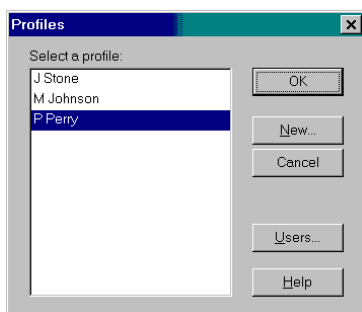 Profiles
Select a profile:
J Stone
M Johnson
P Perry
OK
New...
Cancel
Users...
Help